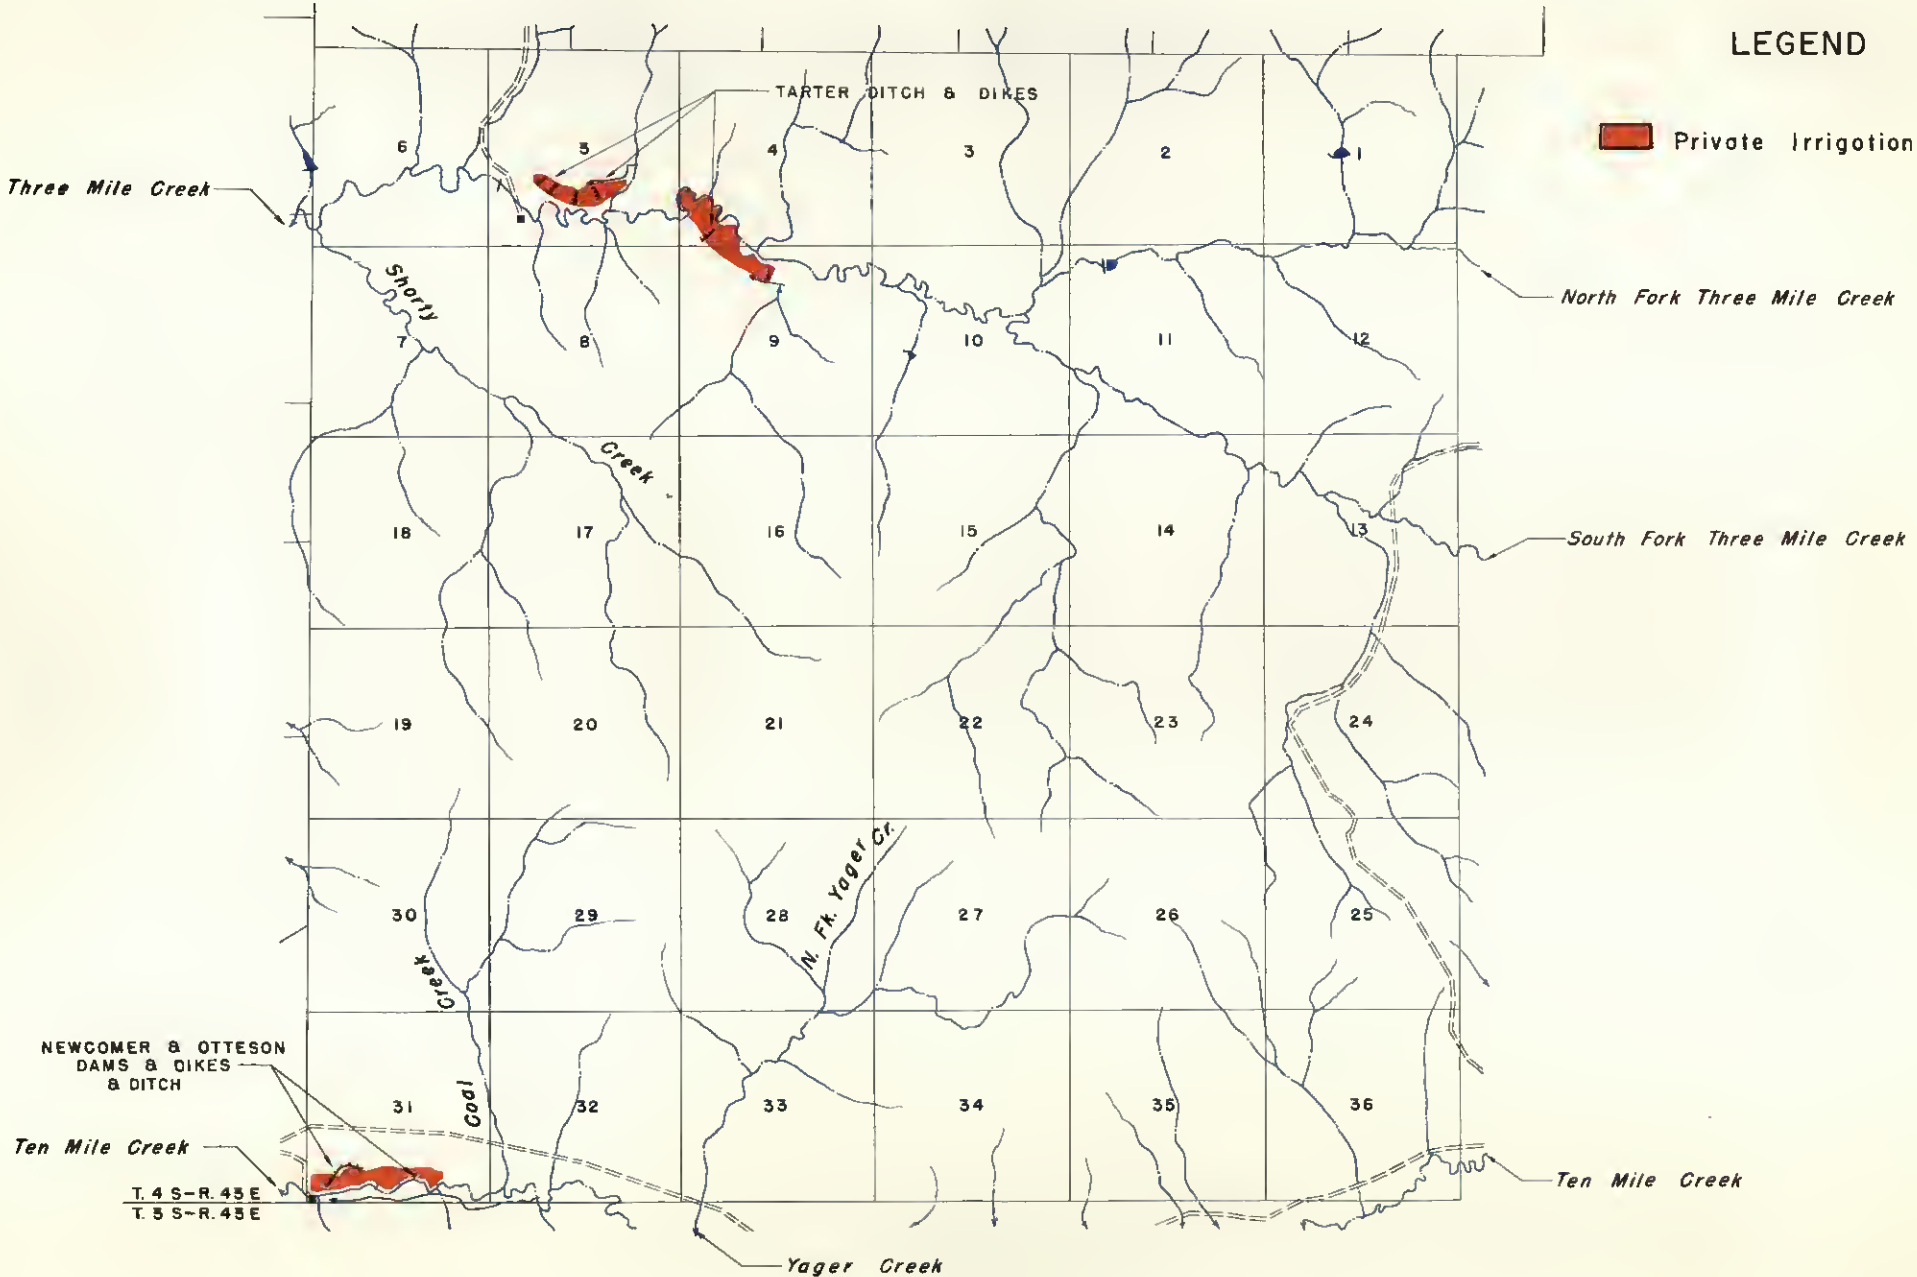 LEGEND
Private Irrigation
TARTER DITCH & DIKES
6
5
4
3
2
1
Three Mile Creek
North Fork Three Mile Creek
Shorty
Creek
7
8
9
10
11
12
18
17
16
15
14
13
South Fork Three Mile Creek
19
20
21
22
23
24
30
29
28
27
26
25
N. Fk. Yager Cr.
Coal
Creek
NEWCOMER & OTTESON
DAMS & DIKES
& DITCH
31
32
33
34
35
36
Ten Mile Creek
T. 4 S-R. 45 E
T. 5 S-R. 45 E
Ten Mile Creek
Yager Creek